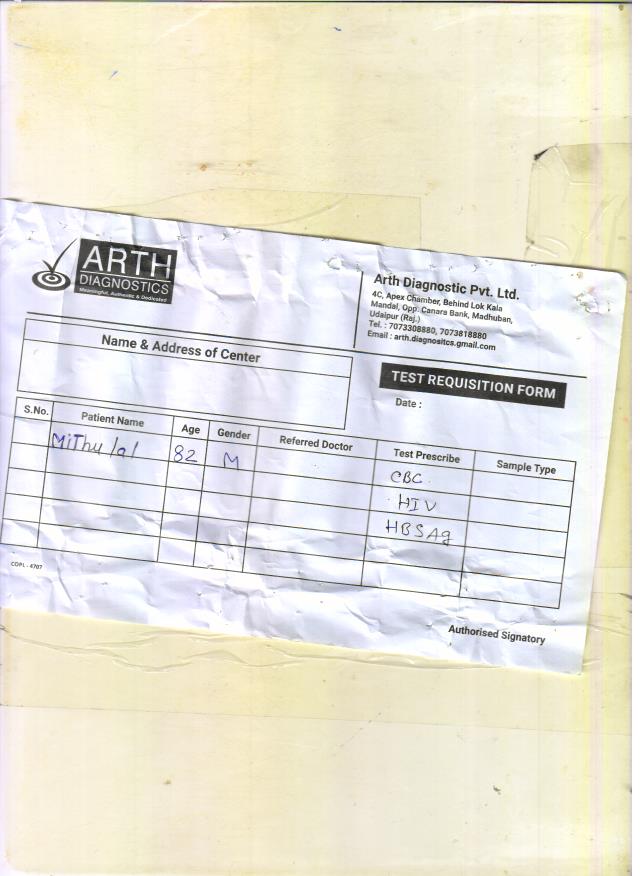 ARTH
DIAGNOSTICS
Meaningful, Authentic & Dedicated
Arth Diagnostic Pvt. Ltd.
4C, Apex Chamber, Behind Lok Kala
Mandal, Opp. Canara Bank, Madhuban,
Udaipur (Raj.)
Tel. : 7073308880, 7073818880
Email : arth.diagnositcs.gmail.com
Name & Address of Center
TEST REQUISITION FORM
Date :
S.No. Patient Name Age Gender Referred Doctor Test Prescribe Sample Type
MiThu lal 82 M CBC
HIV
HBSAg
COPL - 4707
Authorised Signatory